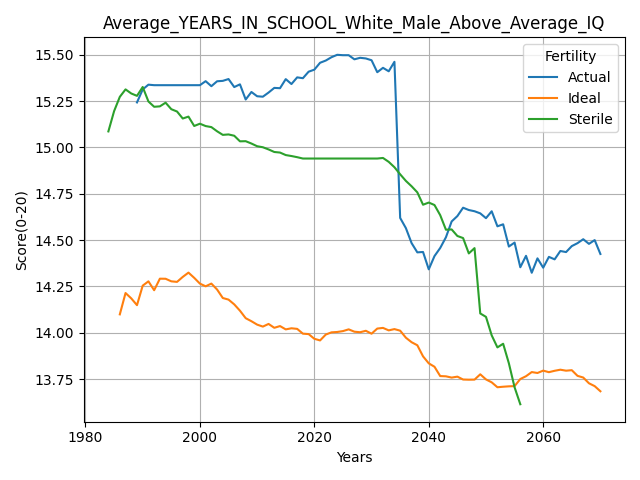 Average_YEARS_IN_SCHOOL_White_Male_Above_Average_IQ
Score(0-20)
15.50
15.25
15.00
14.75
14.50
14.25
14.00
13.75
Fertility
Actual
Ideal
Sterile
1980 2000 2020 2040 2060
Years